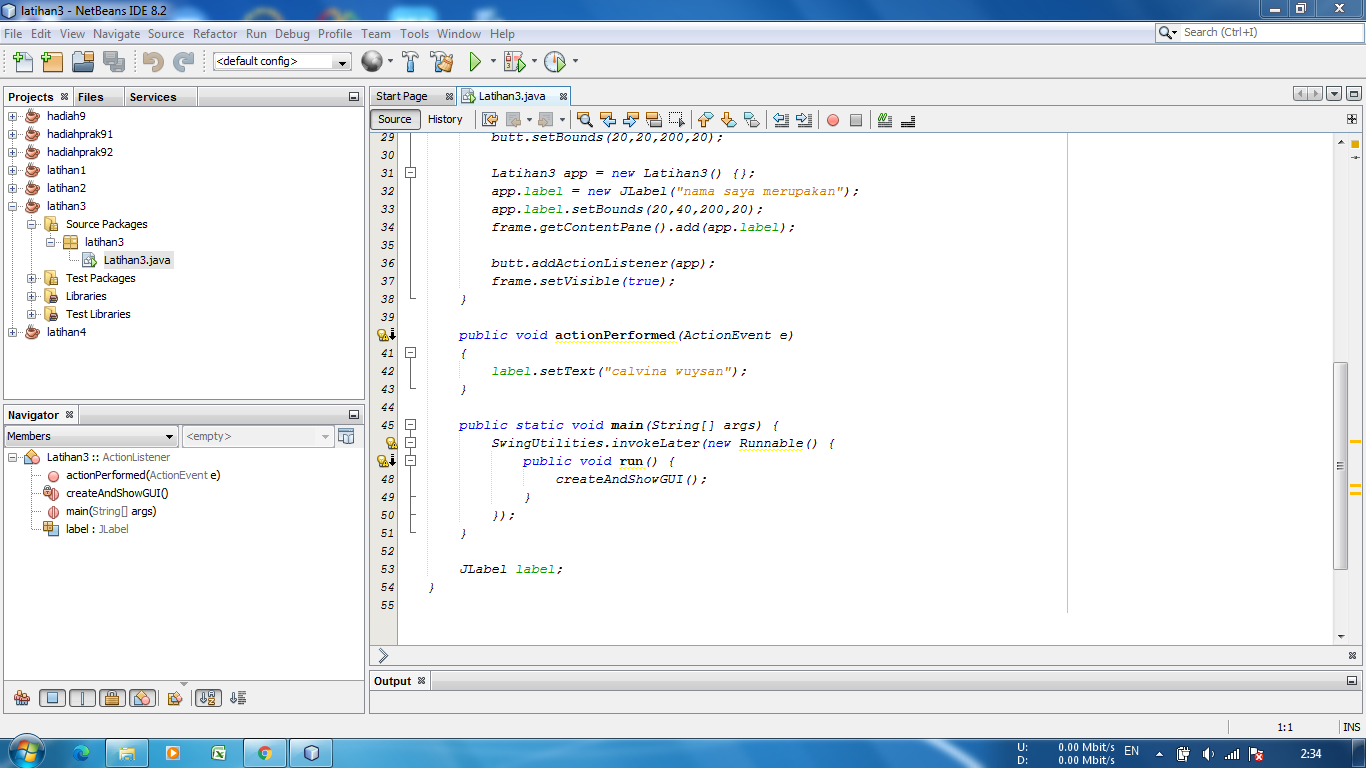 latihan3 - NetBeans IDE 8.2
File Edit View Navigate Source Refactor Run Debug Profile Team Tools Window Help
Search (Ctrl+I)
<default config>
Projects Files Services
hadiah9
hadiahprak91
hadiahprak92
latihan1
latihan2
latihan3
Source Packages
latihan3
Latihan3.java
Test Packages
Libraries
Test Libraries
latihan4
Navigator
Members <empty>
Latihan3 :: ActionListener
actionPerformed(ActionEvent e)
createAndShowGUI()
main(String[] args)
label : JLabel
Start Page Latihan3.java
Source History
29 butt.setBounds(20,20,200,20);
30
31 Latihan3 app = new Latihan3() {};
32 app.label = new JLabel("nama saya merupakan");
33 app.label.setBounds(20,40,200,20);
34 frame.getContentPane().add(app.label);
35
36 butt.addActionListener(app);
37 frame.setVisible(true);
38 }
39
public void actionPerformed(ActionEvent e)
41 {
42 label.setText("calvina wuysan");
43 }
44
45 public static void main(String[] args) {
SwingUtilities.invokeLater(new Runnable() {
public void run() {
48 createAndShowGUI();
49 }
50 });
51 }
52
53 JLabel label;
54 }
55
Output
1:1 INS
U: 0.00 Mbit/s
D: 0.00 Mbit/s
EN
2:34